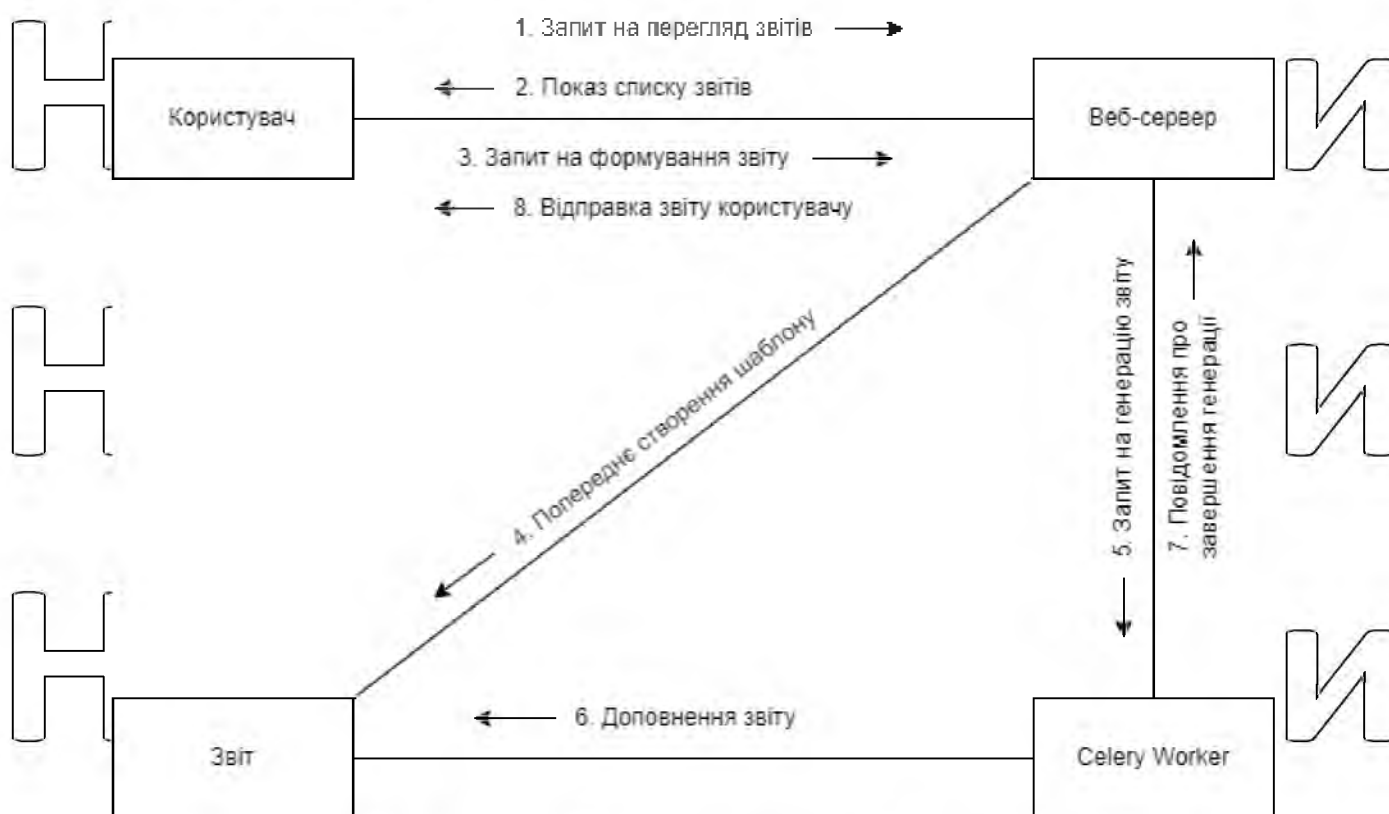 1. Запит на перегляд звітів
2. Показ списку звітів
Користувач
Веб-сервер
3. Запит на формування звіту
8. Відправка звіту користувачу
4. Попереднє створення шаблону
5. Запит на генерацію звіту
7. Повідомлення про
завершення генерації
6. Доповнення звіту
Звіт
Celery Worker
Н
И
Н
И
Н
И